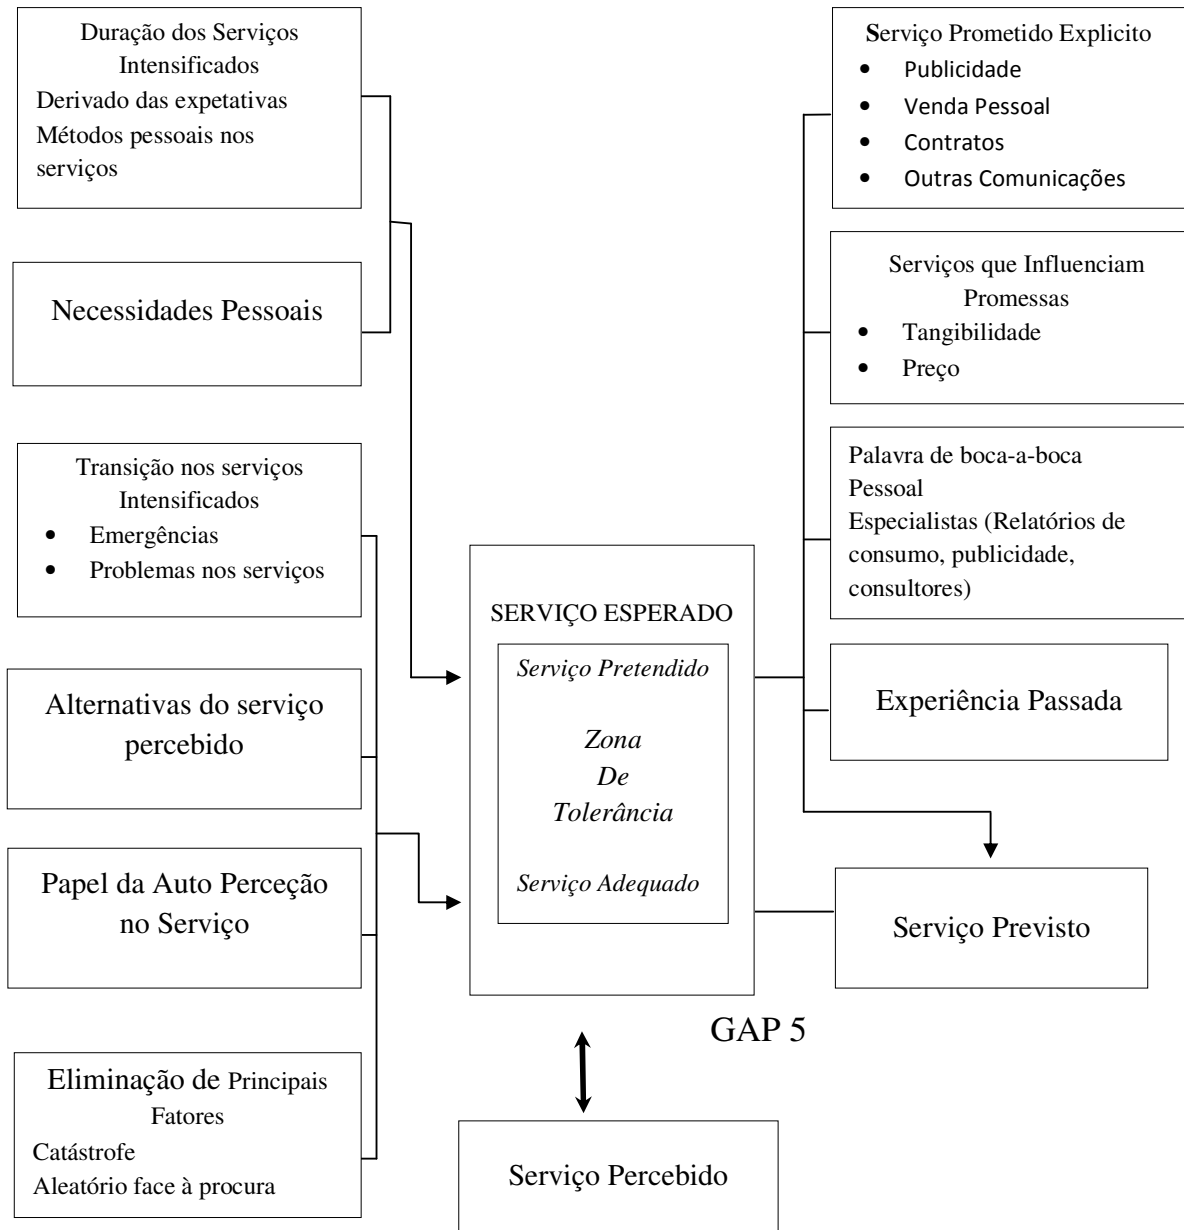 Duração dos Serviços
Intensificados
Derivado das expetativas
Métodos pessoais nos
serviços
Necessidades Pessoais
Transição nos serviços
Intensificados
• Emergências
• Problemas nos serviços
Alternativas do serviço
percebido
Papel da Auto Perceção
no Serviço
Eliminação de Principais
Fatores
Catástrofe
Aleatório face à procura
SERVIÇO ESPERADO
Serviço Pretendido
Zona
De
Tolerância
Serviço Adequado
GAP 5
Serviço Percebido
Serviço Prometido Explicito
• Publicidade
• Venda Pessoal
• Contratos
• Outras Comunicações
Serviços que Influenciam
Promessas
• Tangibilidade
• Preço
Palavra de boca-a-boca
Pessoal
Especialistas (Relatórios de
consumo, publicidade,
consultores)
Experiência Passada
Serviço Previsto